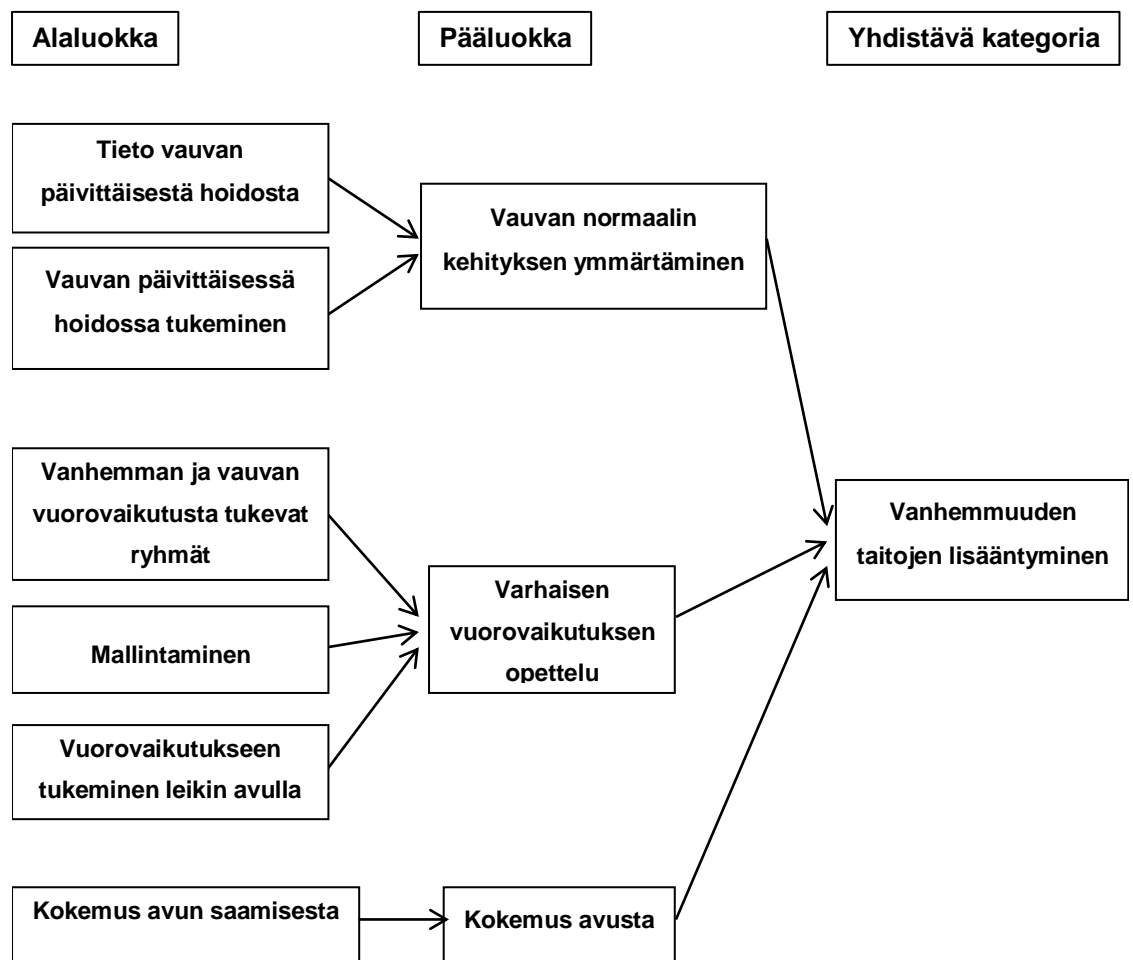 Alaluokka
Pääluokka
Yhdistävä kategoria
Tieto vauvan
päivittäisestä hoidosta
Vauvan päivittäisessä
hoidossa tukeminen
Vauvan normaalin
kehityksen ymmärtäminen
Vanhemman ja vauvan
vuorovaikutusta tukevat
ryhmät
Mallintaminen
Vuorovaikutukseen
tukeminen leikin avulla
Varhaisen
vuorovaikutuksen
opettelu
Vanhemmuuden
taitojen lisääntyminen
Kokemus avun saamisesta
Kokemus avusta